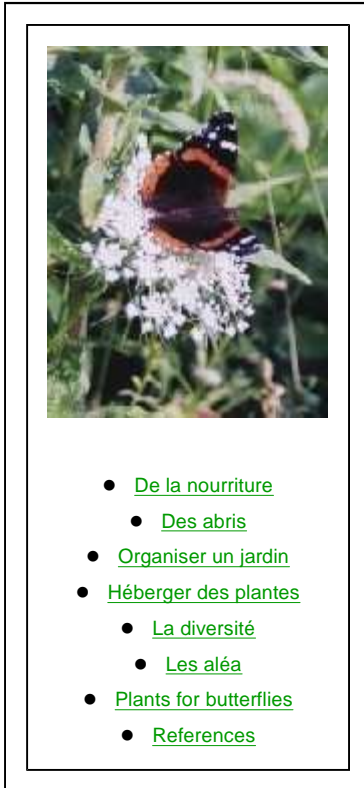 De la nourriture
Des abris
Organiser un jardin
Héberger des plantes
La diversité
Les aléa
Plants for butterflies
References